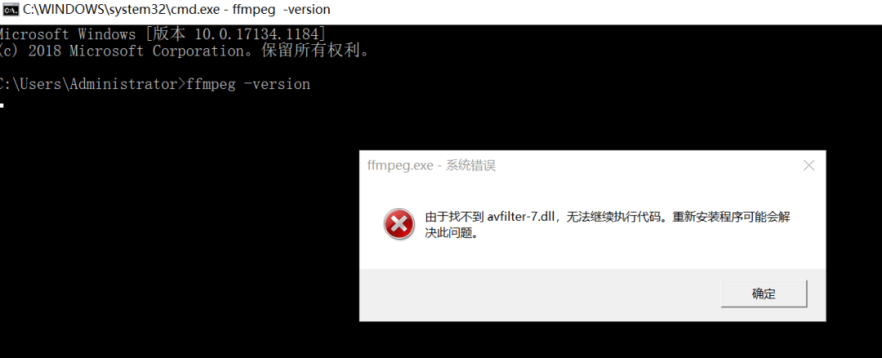 C:\WINDOWS\system32\cmd.exe - ffmpeg  -version
Microsoft Windows [版本 10.0.17134.1184]
(c) 2018 Microsoft Corporation。保留所有权利。
C:\Users\Administrator>ffmpeg -version
ffmpeg.exe - 系统错误
由于找不到 avfilter-7.dll，无法继续执行代码。重新安装程序可能会解
决此问题。
确定